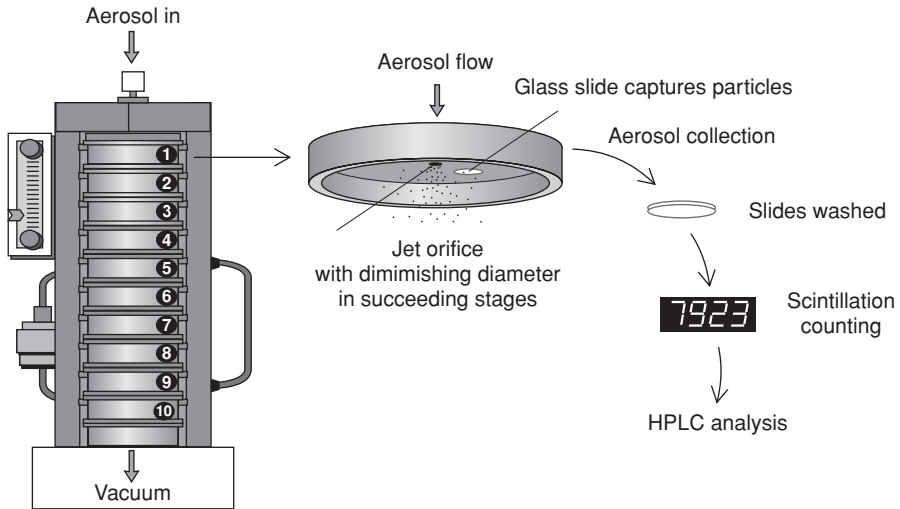 Aerosol in
1
2
3
4
5
6
7
8
9
10
Vacuum
Aerosol flow
Glass slide captures particles
Aerosol collection
Jet orifice
with dimimishing diameter
in succeeding stages
Slides washed
7923
Scintillation
counting
HPLC analysis